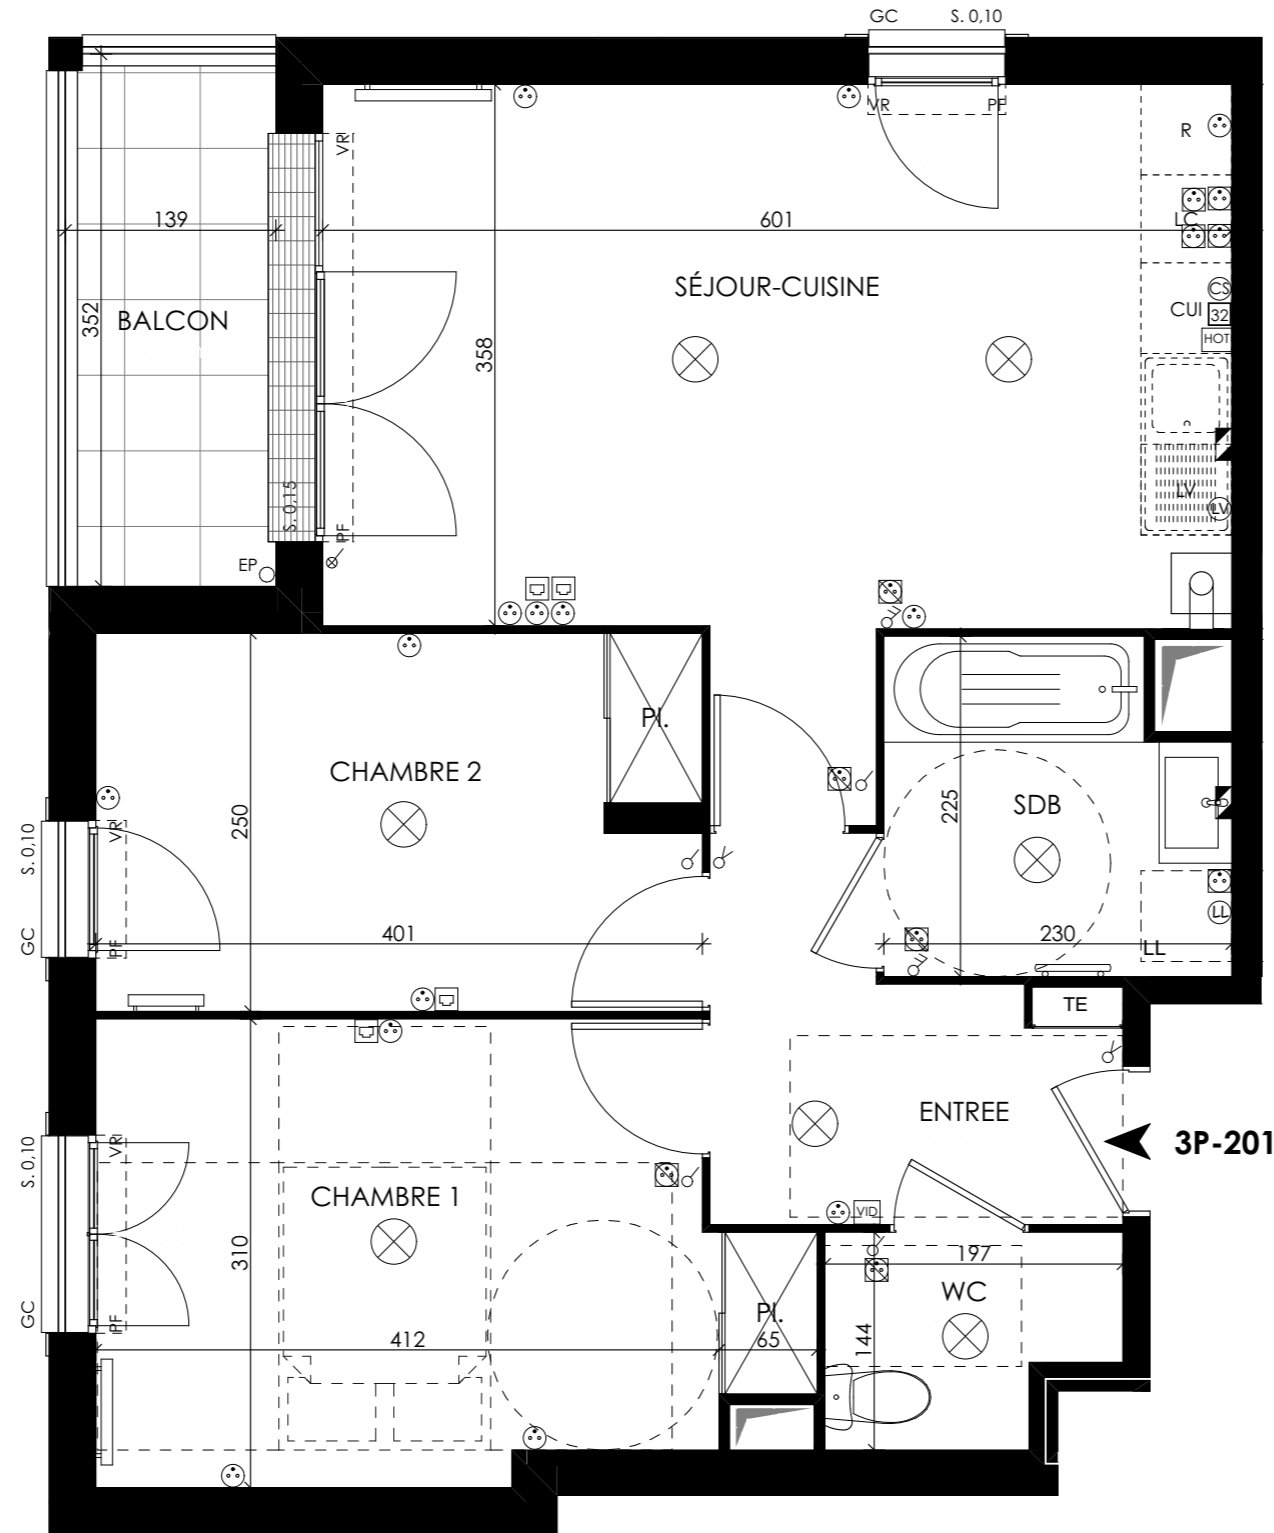 GC S. 0,10
VR PF
R
VR
139
601
LC
SÉJOUR-CUISINE
CS
CUI 32
HOT
BALCON
352
358
LV
LV
S. 0,15
PF
EP
Pl.
CHAMBRE 2
SDB
250
225
S. 0,10
VR
GC
PF
401
230
LL
LL
TE
ENTREE
3P-201
S. 0,10
VR
CHAMBRE 1
VID
310
197
WC
GC
PF
Pl.
412
65
144